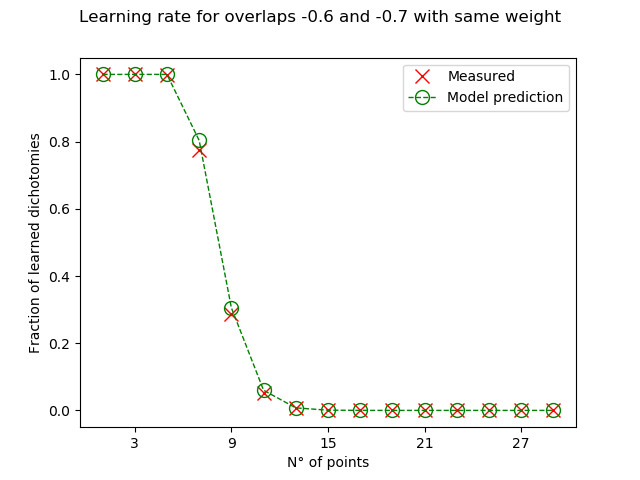 Learning rate for overlaps -0.6 and -0.7 with same weight
Measured
Model prediction
Fraction of learned dichotomies
1.0
0.8
0.6
0.4
0.2
0.0
3 9 15 21 27
N° of points